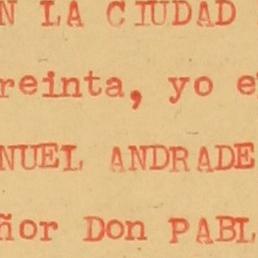 N LA CIUDAD
reinta, yo e
NUEL ANDRADE
ñor Don PABL